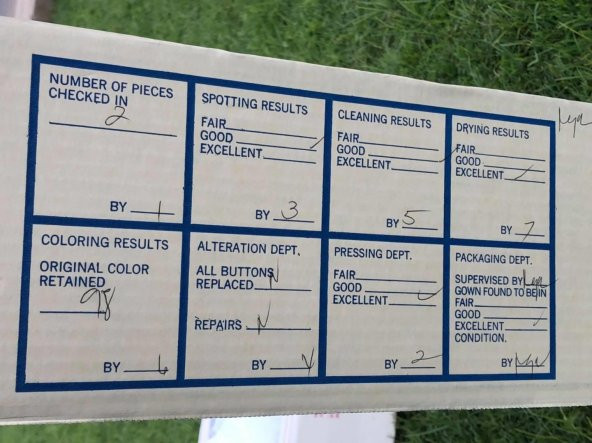 NUMBER OF PIECES
CHECKED IN
2
BY 1
SPOTTING RESULTS
FAIR
GOOD
EXCELLENT
BY 3
CLEANING RESULTS
FAIR
GOOD
EXCELLENT
BY 5
DRYING RESULTS
FAIR
GOOD
EXCELLENT
BY 7
COLORING RESULTS
ORIGINAL COLOR
RETAINED
98
BY
ALTERATION DEPT.
ALL BUTTONS
REPLACED N
REPAIRS N
BY
PRESSING DEPT.
FAIR
GOOD
EXCELLENT
BY 2
PACKAGING DEPT.
SUPERVISED BY
GOWN FOUND TO BE IN
FAIR
GOOD
EXCELLENT
CONDITION.
BY